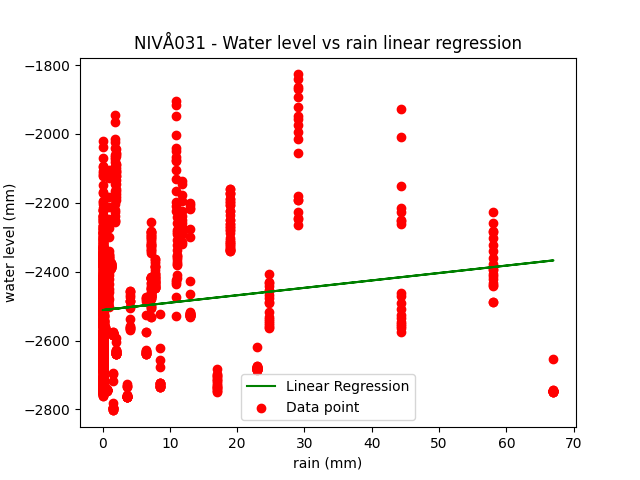 NIVÅ031 - Water level vs rain linear regression
water level (mm)
−1800
−2000
−2200
−2400
−2600
−2800
Linear Regression
Data point
0 10 20 30 40 50 60 70
rain (mm)